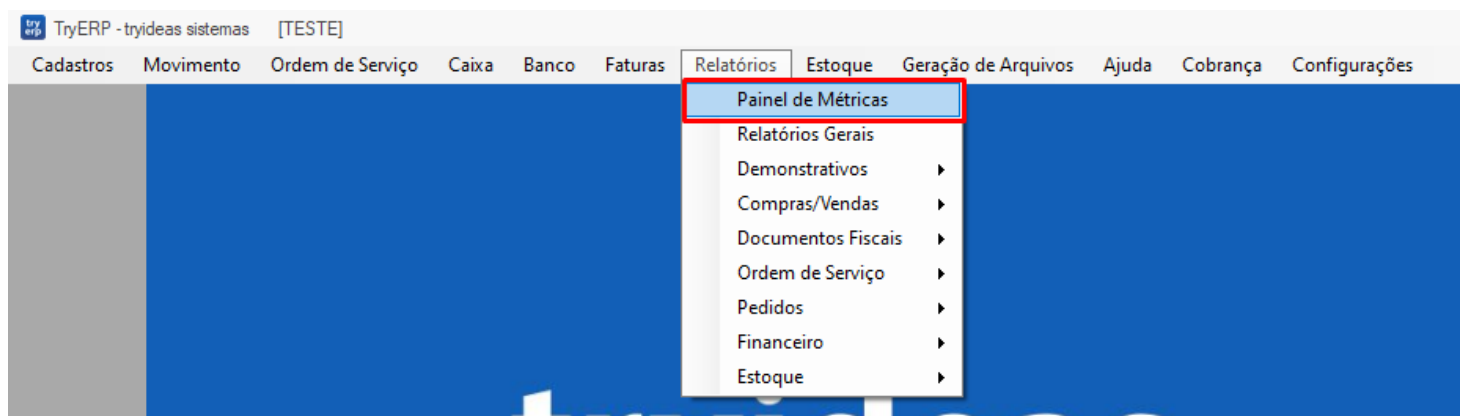 try
erp
TryERP - tryideas sistemas [TESTE]
Cadastros Movimento Ordem de Serviço Caixa Banco Faturas Relatórios Estoque Geração de Arquivos Ajuda Cobrança Configurações
Painel de Métricas
Relatórios Gerais
Demonstrativos
Compras/Vendas
Documentos Fiscais
Ordem de Serviço
Pedidos
Financeiro
Estoque